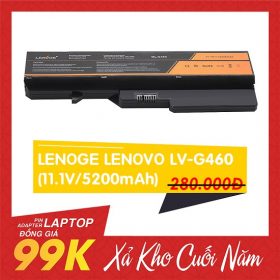 LENOGE
LENOGE LENOVO LV-G460
(11.1V/5200mAh) 280.000Đ
PIN
ADAPTER LAPTOP
ĐỒNG GIÁ
99K
Xả Kho Cuối Năm